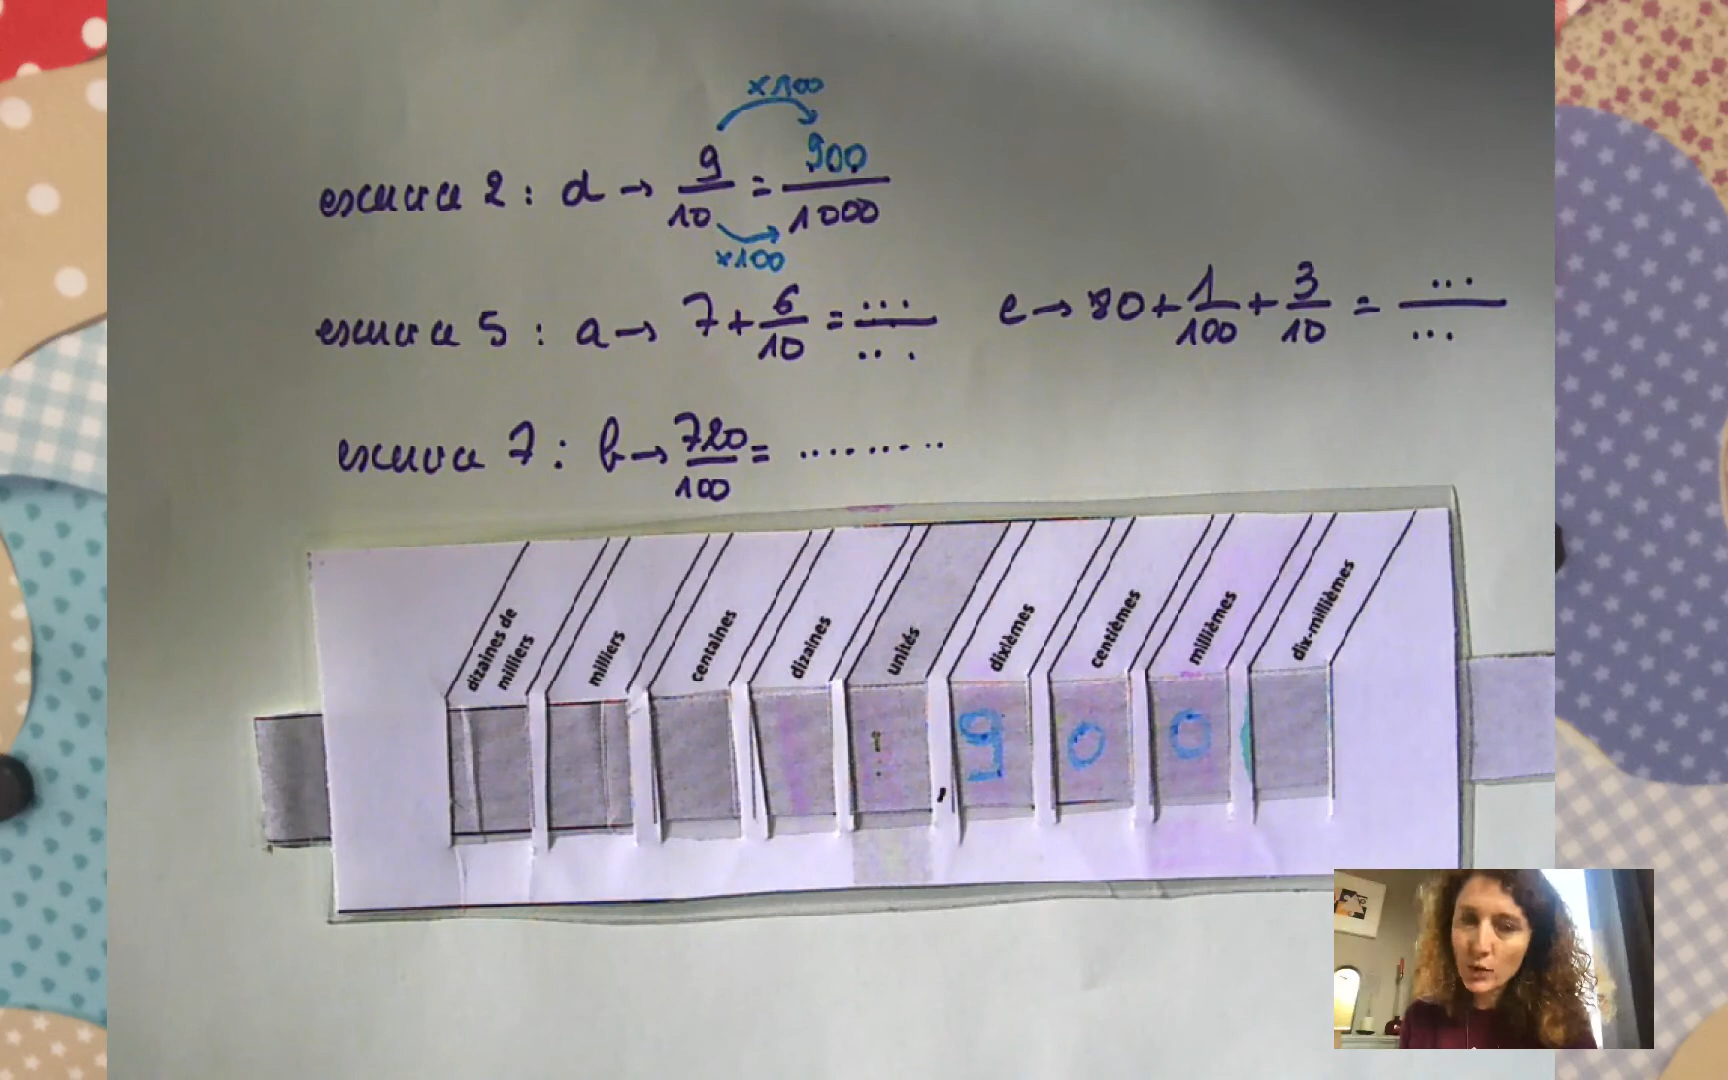 ×100
exercice 2 : d → 9/10 = 900/1000
×100
exercice 5 : a → 7 + 6/10 = .../... e → 80 + 1/100 + 3/10 = .../...
exercice 7 : b → 720/100 = .........
dizaines de milliers
milliers
centaines
dizaines
unités
dixièmes
centièmes
millièmes
dix-millièmes
, 9 0 0